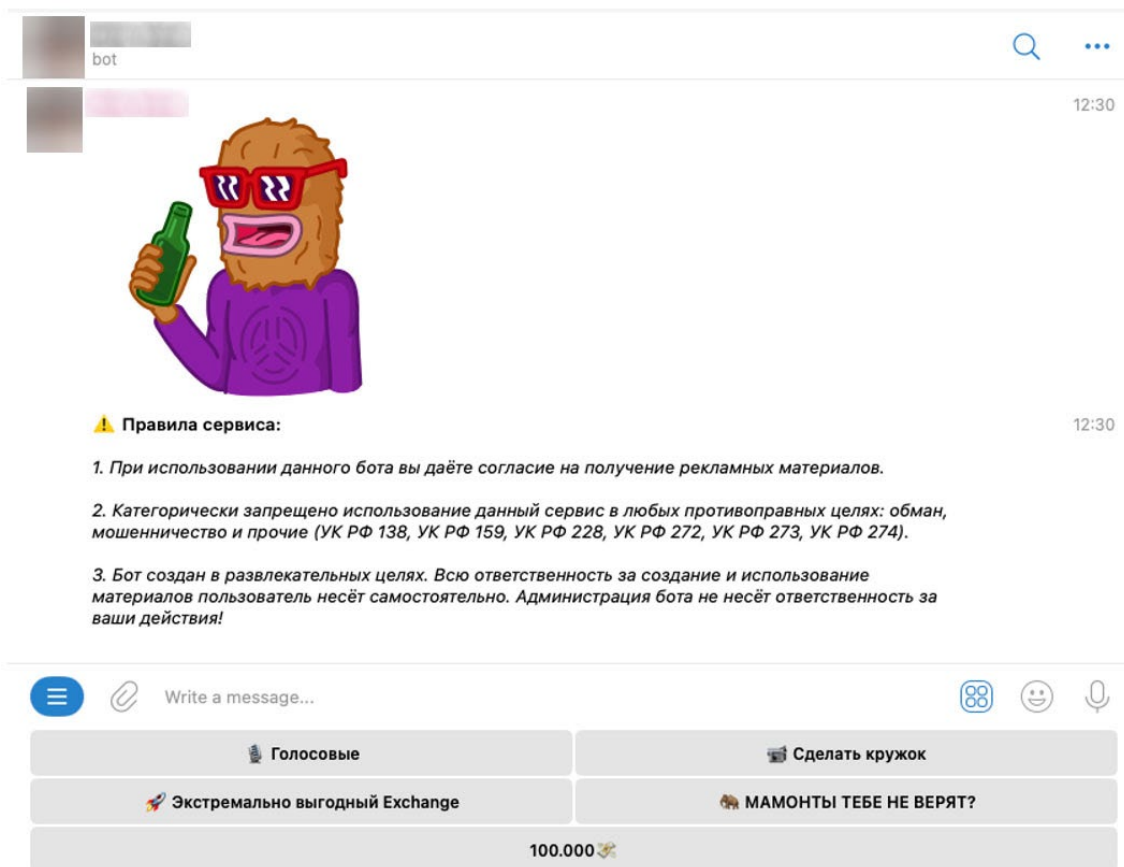 bot
12:30
⚠️ Правила сервиса:
12:30
1. При использовании данного бота вы даёте согласие на получение рекламных материалов.
2. Категорически запрещено использование данный сервис в любых противоправных целях: обман,
мошенничество и прочие (УК РФ 138, УК РФ 159, УК РФ 228, УК РФ 272, УК РФ 273, УК РФ 274).
3. Бот создан в развлекательных целях. Всю ответственность за создание и использование
материалов пользователь несёт самостоятельно. Администрация бота не несёт ответственность за
ваши действия!
Write a message...
🎙 Голосовые
📹 Сделать кружок
🚀 Экстремально выгодный Exchange
🦣 МАМОНТЫ ТЕБЕ НЕ ВЕРЯТ?
100.000💸